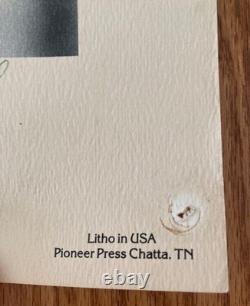 Litho in USA
Pioneer Press Chatta. TN